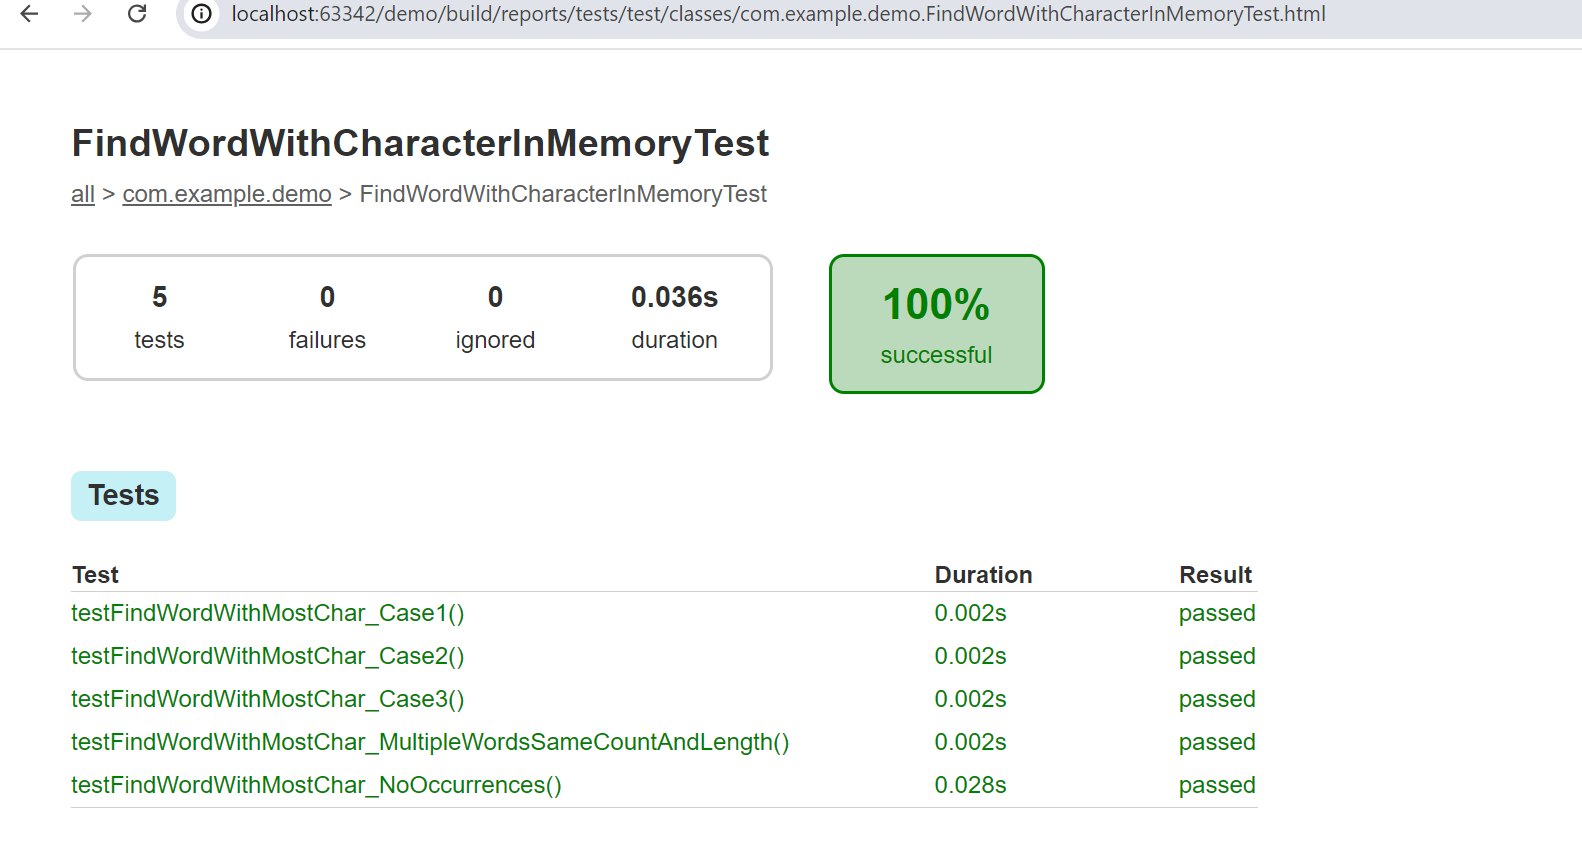 localhost:63342/demo/build/reports/tests/test/classes/com.example.demo.FindWordWithCharacterInMemoryTest.html
FindWordWithCharacterInMemoryTest
all > com.example.demo > FindWordWithCharacterInMemoryTest
5 0 0 0.036s
tests failures ignored duration
100%
successful
Tests
Test Duration Result
testFindWordWithMostChar_Case1() 0.002s passed
testFindWordWithMostChar_Case2() 0.002s passed
testFindWordWithMostChar_Case3() 0.002s passed
testFindWordWithMostChar_MultipleWordsSameCountAndLength() 0.002s passed
testFindWordWithMostChar_NoOccurrences() 0.028s passed